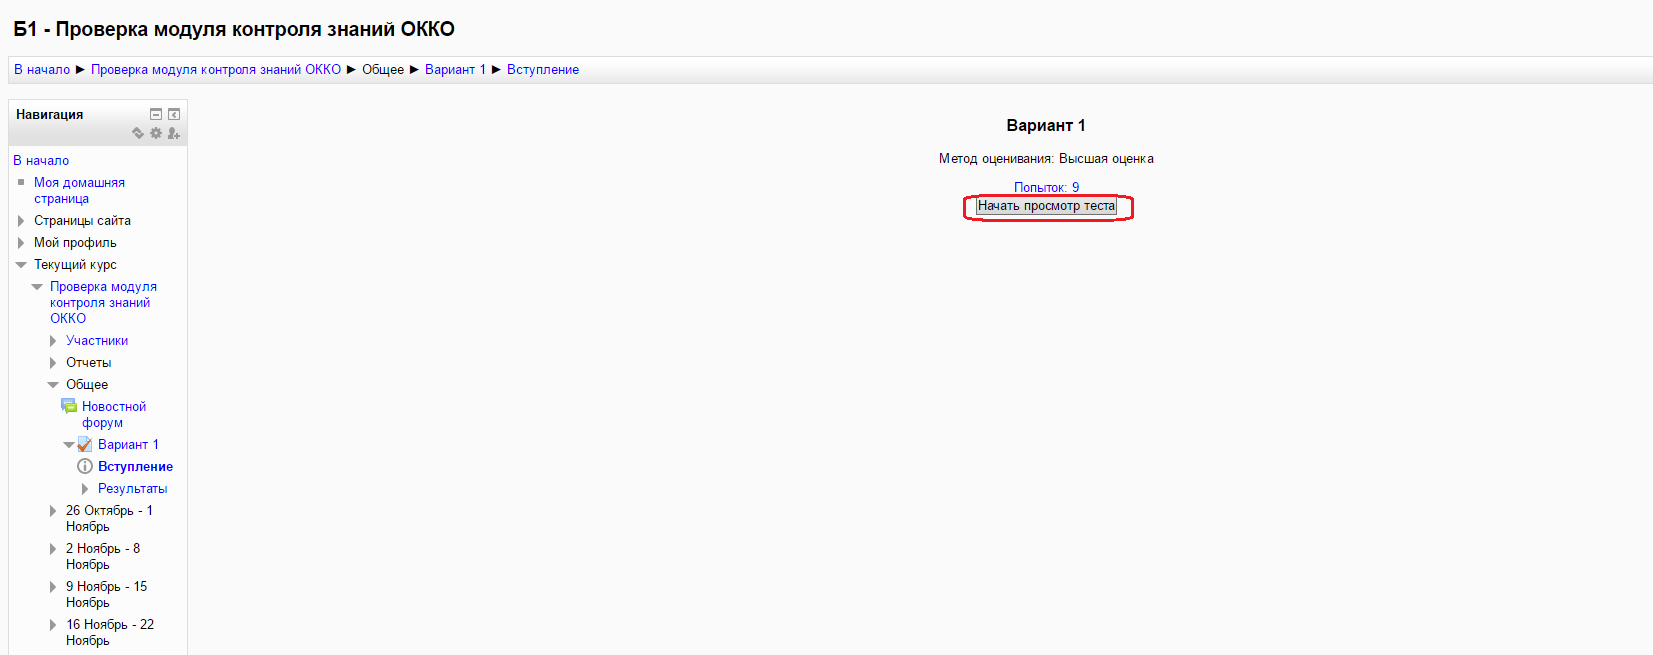 Б1 - Проверка модуля контроля знаний ОККО
В начало ► Проверка модуля контроля знаний ОККО ► Общее ► Вариант 1 ► Вступление
Навигация
В начало
Моя домашняя
страница
Страницы сайта
Мой профиль
Текущий курс
Проверка модуля
контроля знаний
ОККО
Участники
Отчеты
Общее
Новостной
форум
Вариант 1
Вступление
Результаты
26 Октябрь - 1
Ноябрь
2 Ноябрь - 8
Ноябрь
9 Ноябрь - 15
Ноябрь
16 Ноябрь - 22
Ноябрь
Вариант 1
Метод оценивания: Высшая оценка
Попыток: 9
Начать просмотр теста